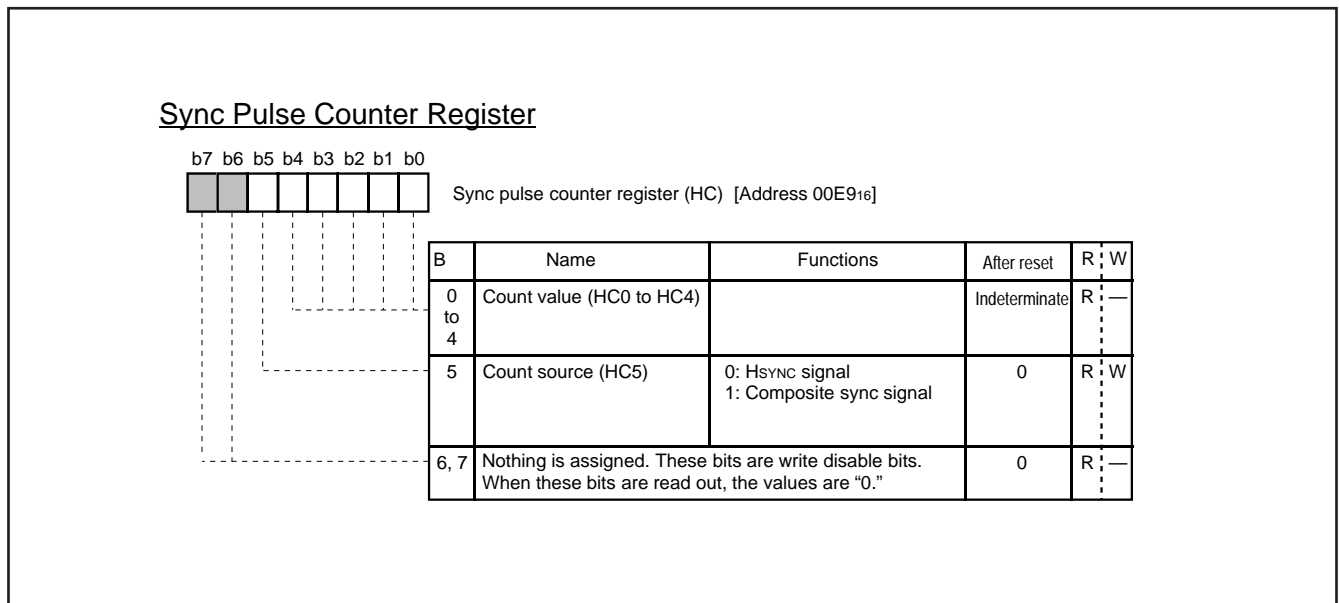 Sync Pulse Counter Register
b7 b6 b5 b4 b3 b2 b1 b0
Sync pulse counter register (HC) [Address 00E916]
B Name Functions After reset R W
0 to 4 Count value (HC0 to HC4) Indeterminate R —
5 Count source (HC5) 0: HSYNC signal 0 R W
1: Composite sync signal
6, 7 Nothing is assigned. These bits are write disable bits. 0 R —
When these bits are read out, the values are “0.”